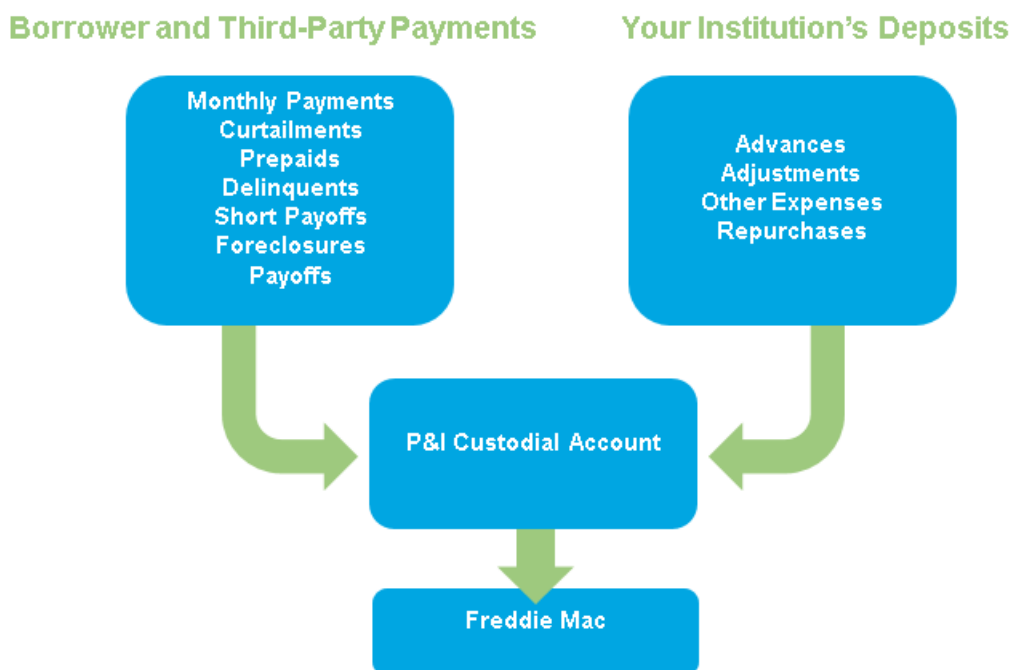 Borrower and Third-Party Payments
Your Institution's Deposits
Monthly Payments
Curtailments
Prepaids
Delinquents
Short Payoffs
Foreclosures
Payoffs
Advances
Adjustments
Other Expenses
Repurchases
P&I Custodial Account
Freddie Mac